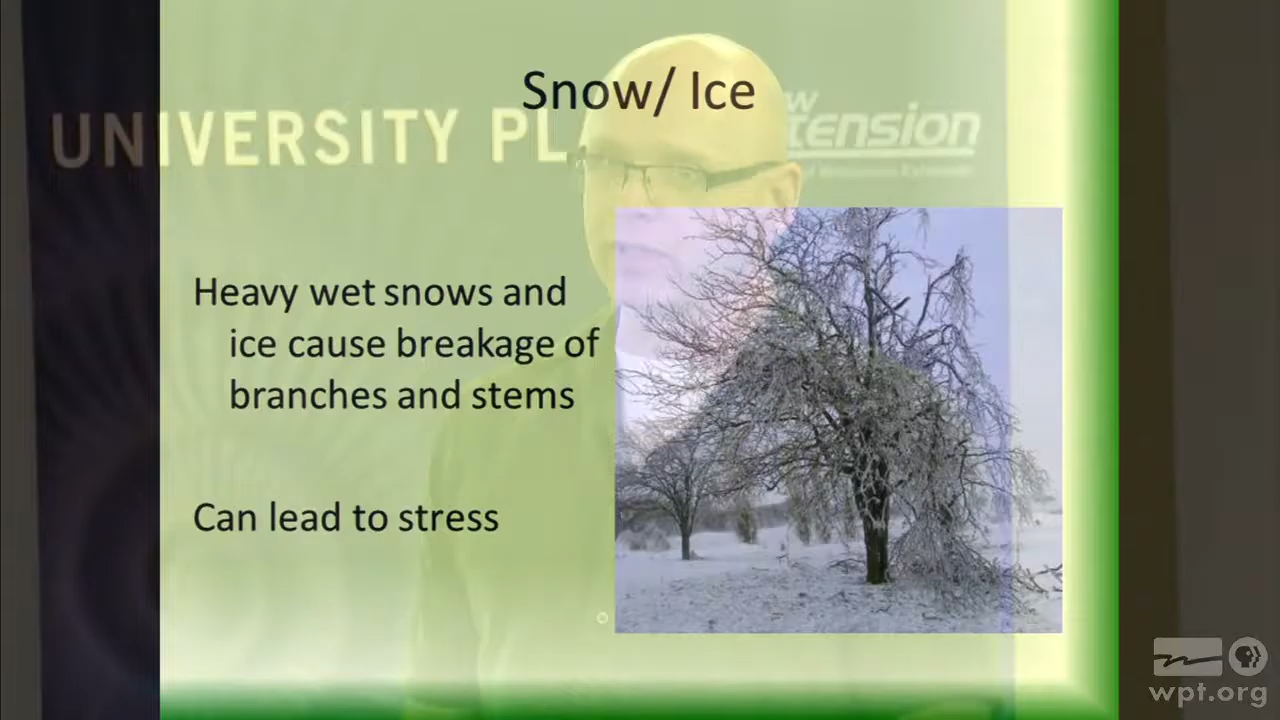 Snow/ Ice
UNIVERSITY PL
tension
Heavy wet snows and
ice cause breakage of
branches and stems
Can lead to stress
wpt.org